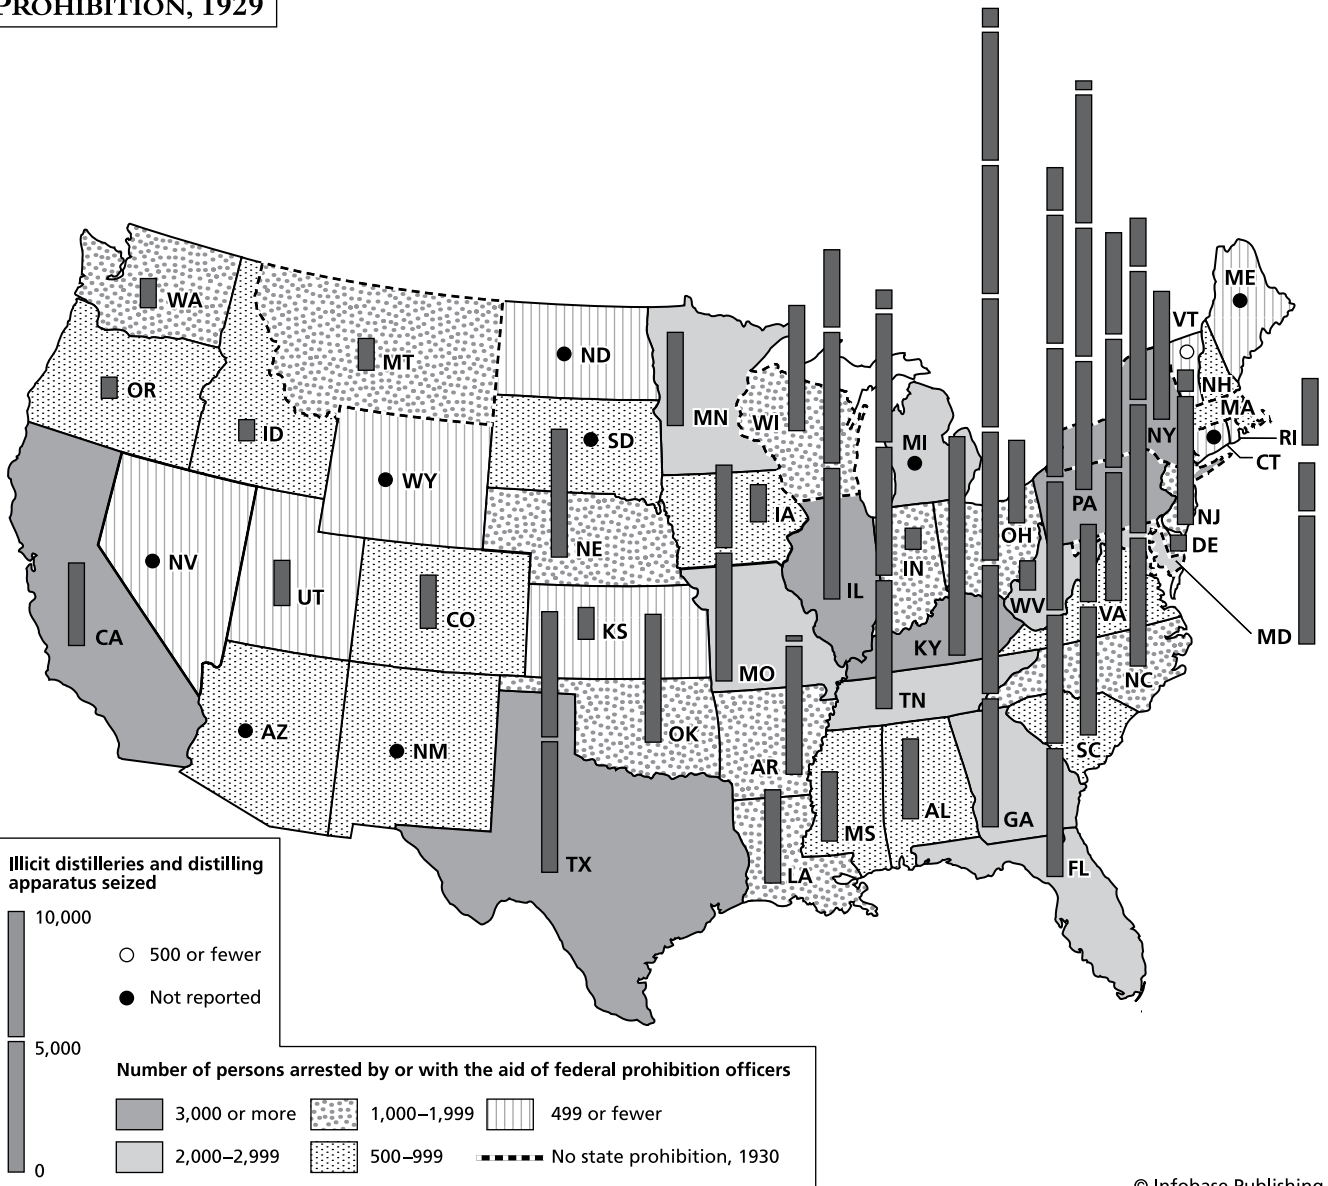 PROHIBITION, 1929
WA
OR
MT
ID
ND
SD
WY
MN
WI
MI
IA
NE
NV
UT
CO
KS
CA
AZ
NM
OK
TX
MO
AR
LA
MS
AL
TN
KY
IL
IN
OH
WV
VA
NC
SC
GA
FL
PA
NY
VT
ME
NH
MA
RI
CT
NJ
DE
MD
Illicit distilleries and distilling
apparatus seized
10,000
5,000
0
500 or fewer
Not reported
Number of persons arrested by or with the aid of federal prohibition officers
3,000 or more
1,000–1,999
499 or fewer
2,000–2,999
500–999
No state prohibition, 1930
© Infobase Publishing